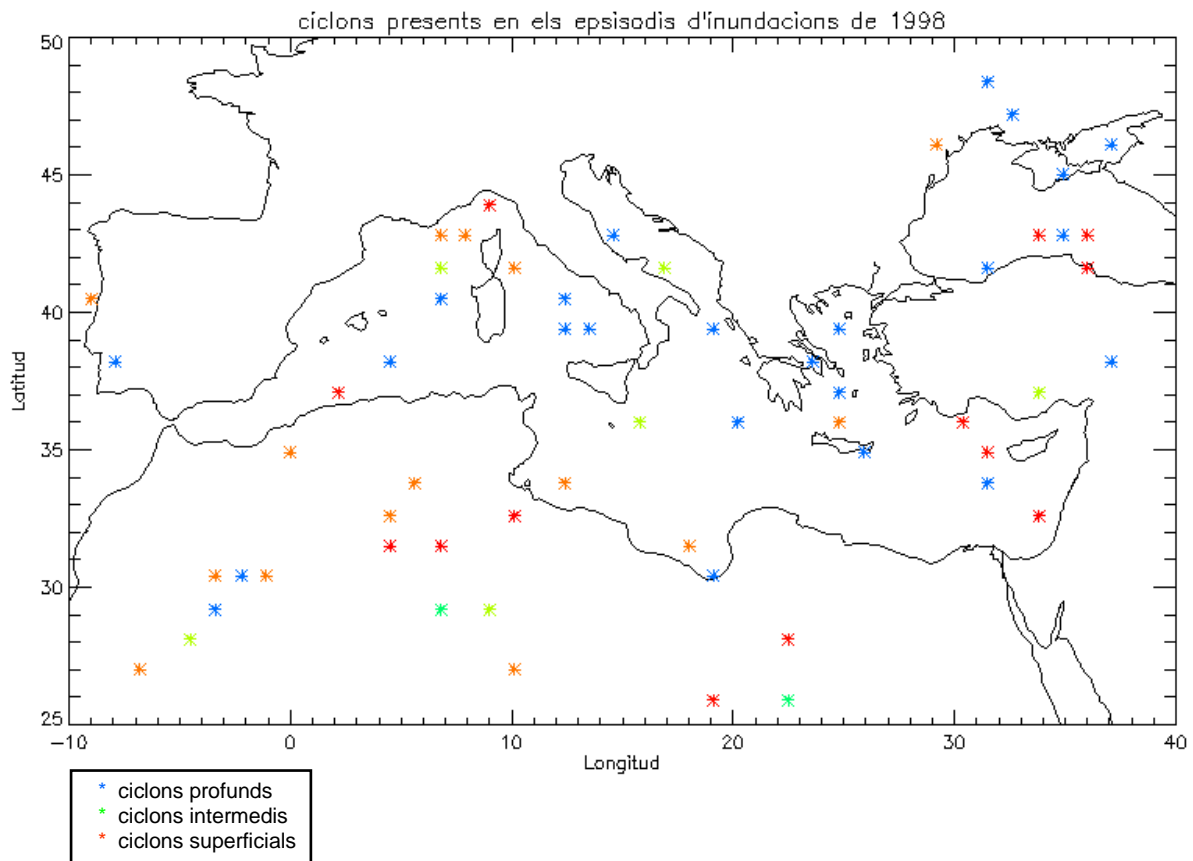 ciclons presents en els epsisodis d'inundacions de 1998
50
45
40
35
30
25
Latitud
-10
0
10
20
30
40
Longitud
* ciclons profunds
* ciclons intermedis
* ciclons superficials